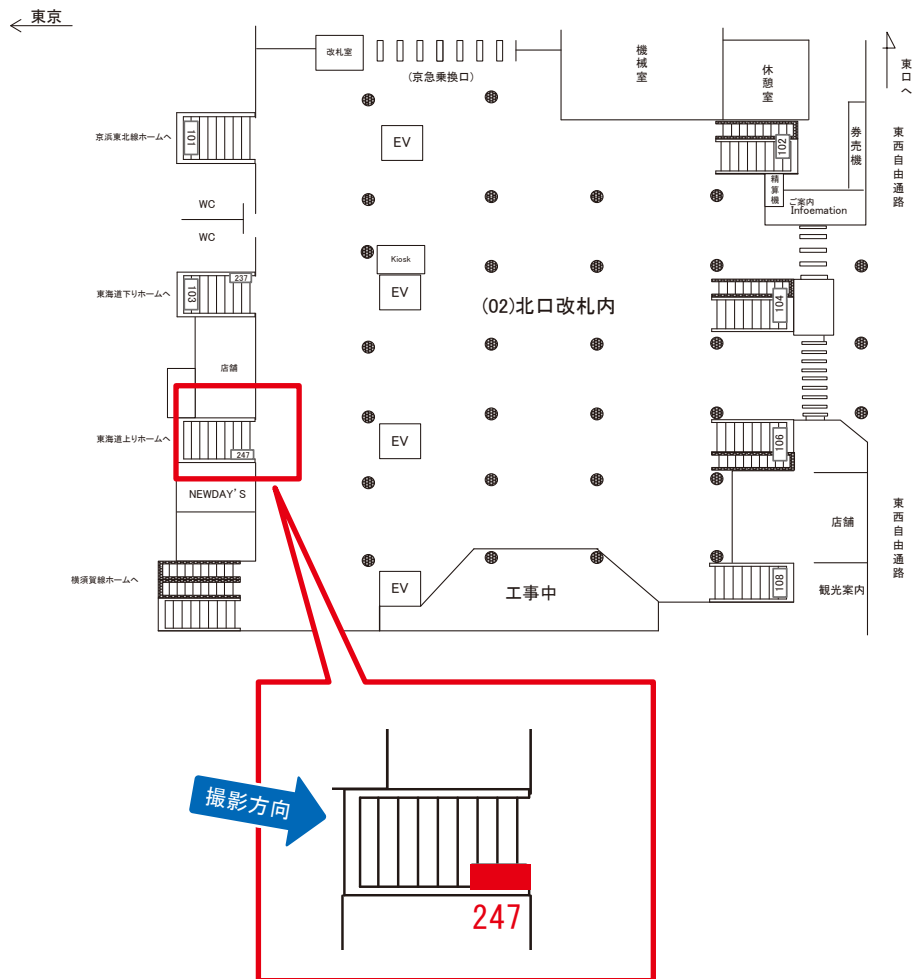 東京
改札室
(京急乗換口)
機械室
休憩室
東口へ
京浜東北線ホームへ
101
EV
102
券売機
東西自由通路
精算機
ご案内
Infoemation
WC
WC
Kiosk
東海道下りホームへ
103
237
EV
(02)北口改札内
104
店舗
東海道上りホームへ
247
EV
106
NEWDAY'S
店舗
東西自由通路
横須賀線ホームへ
EV
工事中
108
観光案内
撮影方向
247